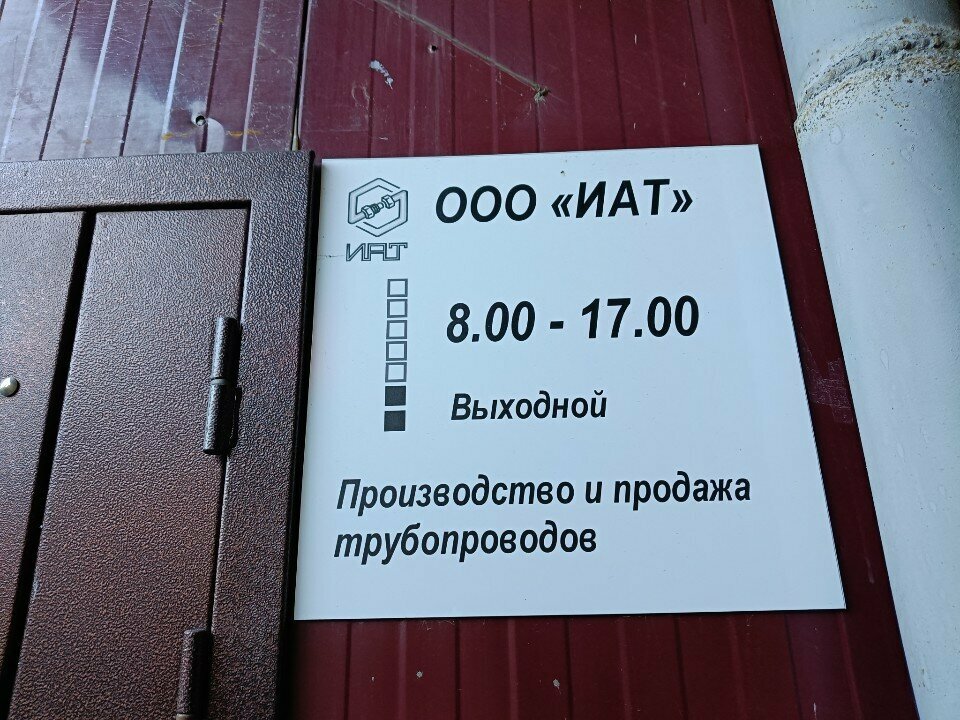 ООО «ИАТ»
ИАТ
8.00 - 17.00
Выходной
Производство и продажа
трубопроводов